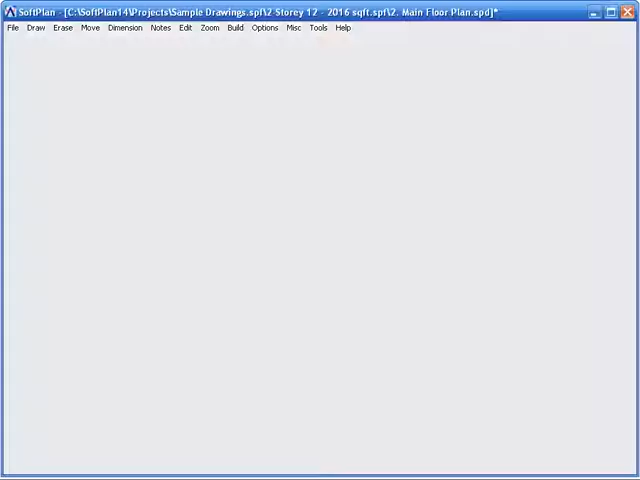 SoftPlan - [C:\SoftPlan14\Projects\Sample Drawings.spf\2 Storey 12 - 2016 sqft.spf\2. Main Floor Plan.spd]*
File Draw Erase Move Dimension Notes Edit Zoom Build Options Misc Tools Help